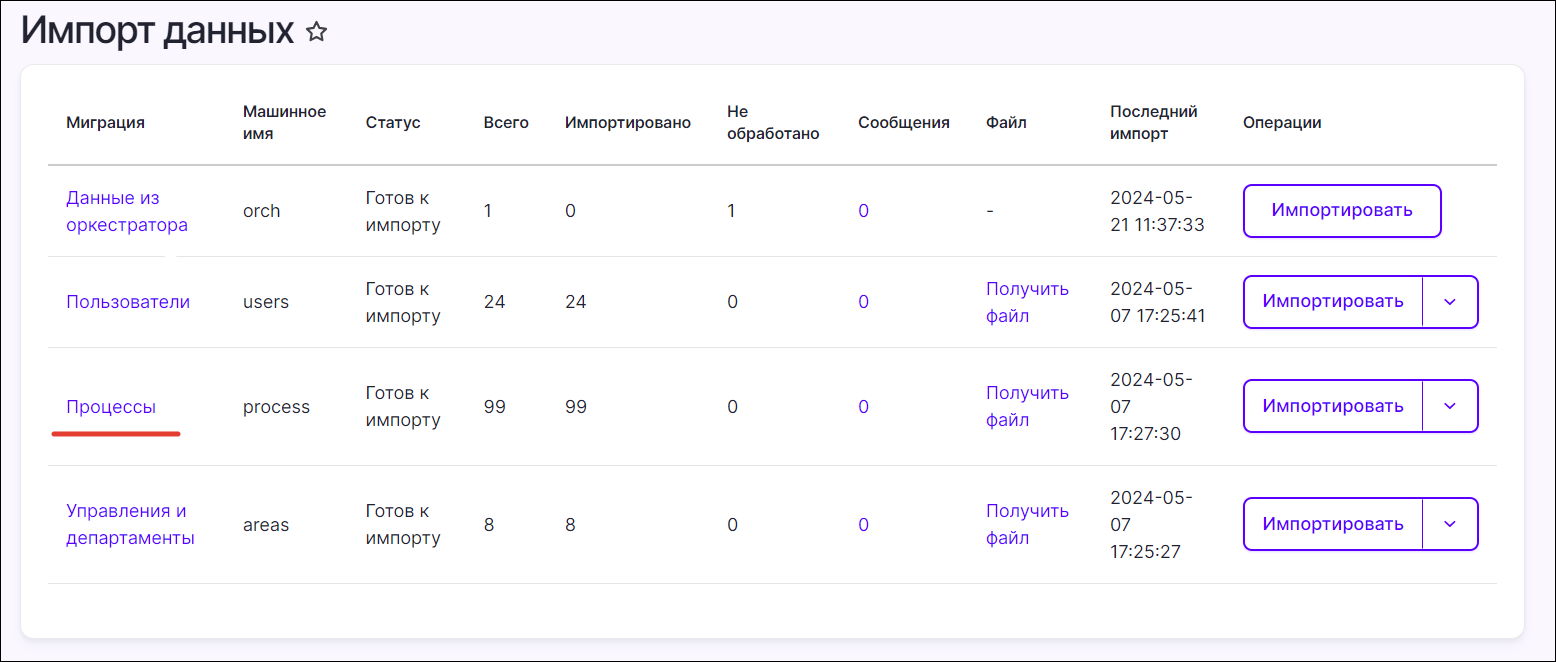 Импорт данных
Миграция Машинное имя Статус Всего Импортировано Не обработано Сообщения Файл Последний импорт Операции
Данные из оркестратора orch Готов к импорту 1 0 1 0 - 2024-05-21 11:37:33 Импортировать
Пользователи users Готов к импорту 24 24 0 0 Получить файл 2024-05-07 17:25:41 Импортировать
Процессы process Готов к импорту 99 99 0 0 Получить файл 2024-05-07 17:27:30 Импортировать
Управления и департаменты areas Готов к импорту 8 8 0 0 Получить файл 2024-05-07 17:25:27 Импортировать